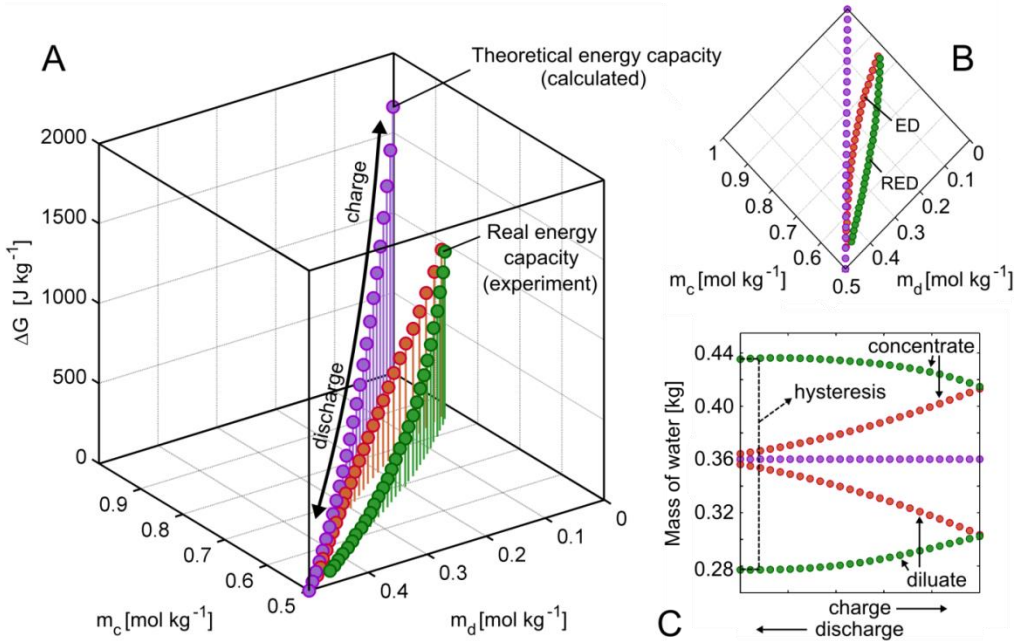 A
Theoretical energy capacity
(calculated)
charge
discharge
Real energy
capacity
(experiment)
ΔG [J kg⁻¹]
2000
1500
1000
500
0
0.9
0.8
0.7
0.6
0.5
m_c [mol kg⁻¹]
0.4
0.3
0.2
0.1
0
m_d [mol kg⁻¹]
B
ED
RED
1
0.9
0.8
0.7
0.6
0.5
m_c [mol kg⁻¹]
0
0.1
0.2
0.3
0.4
m_d [mol kg⁻¹]
C
Mass of water [kg]
0.44
0.40
0.36
0.32
0.28
concentrate
hysteresis
diluate
charge
discharge